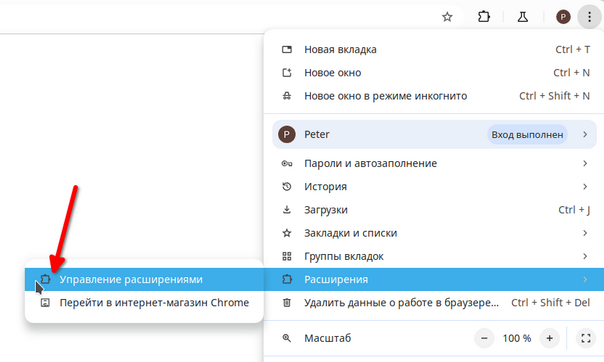 P
Новая вкладка Ctrl + T
Новое окно Ctrl + N
Новое окно в режиме инкогнито Ctrl + Shift + N
P Peter Вход выполнен
Пароли и автозаполнение
История
Загрузки Ctrl + J
Закладки и списки
Группы вкладок
Управление расширениями Расширения
Перейти в интернет-магазин Chrome Удалить данные о работе в браузере... Ctrl + Shift + Del
Масштаб − 100 % +